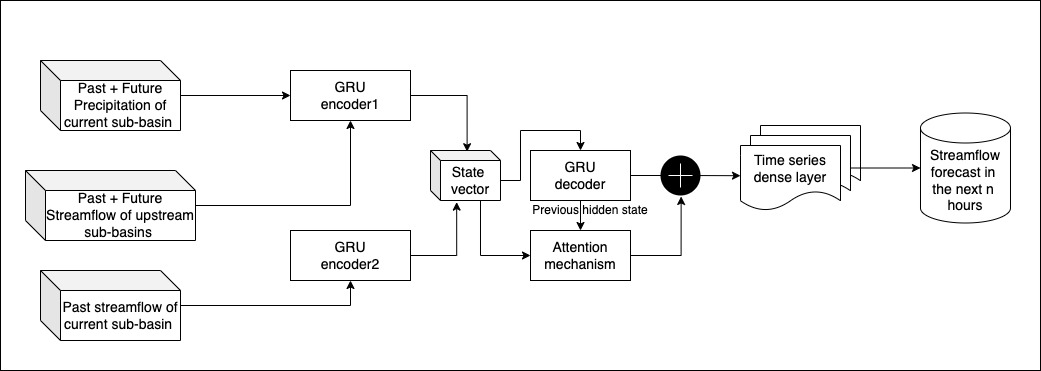 Past + Future
Precipitation of
current sub-basin
GRU
encoder1
Past + Future
Streamflow of upstream
sub-basins
GRU
encoder2
Past streamflow of
current sub-basin
State
vector
GRU
decoder
Previous hidden state
Attention
mechanism
Time series
dense layer
Streamflow
forecast in
the next n
hours